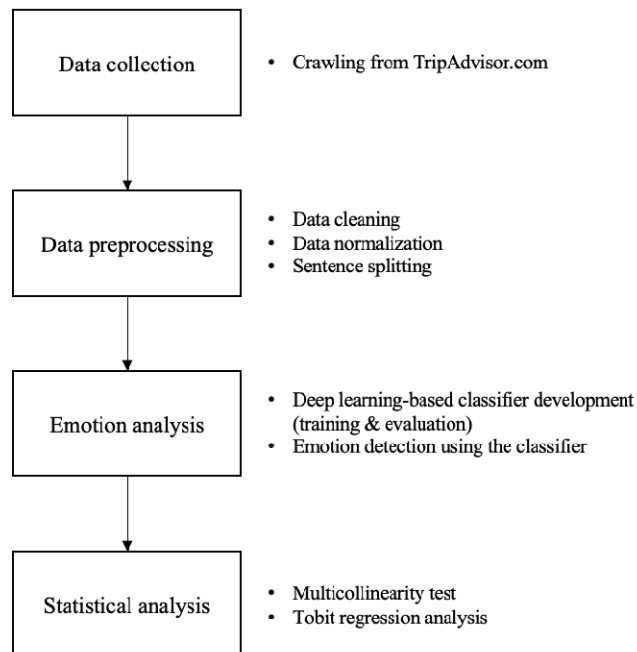 Data collection
• Crawling from TripAdvisor.com
Data preprocessing
• Data cleaning
• Data normalization
• Sentence splitting
Emotion analysis
• Deep learning-based classifier development
(training & evaluation)
• Emotion detection using the classifier
Statistical analysis
• Multicollinearity test
• Tobit regression analysis